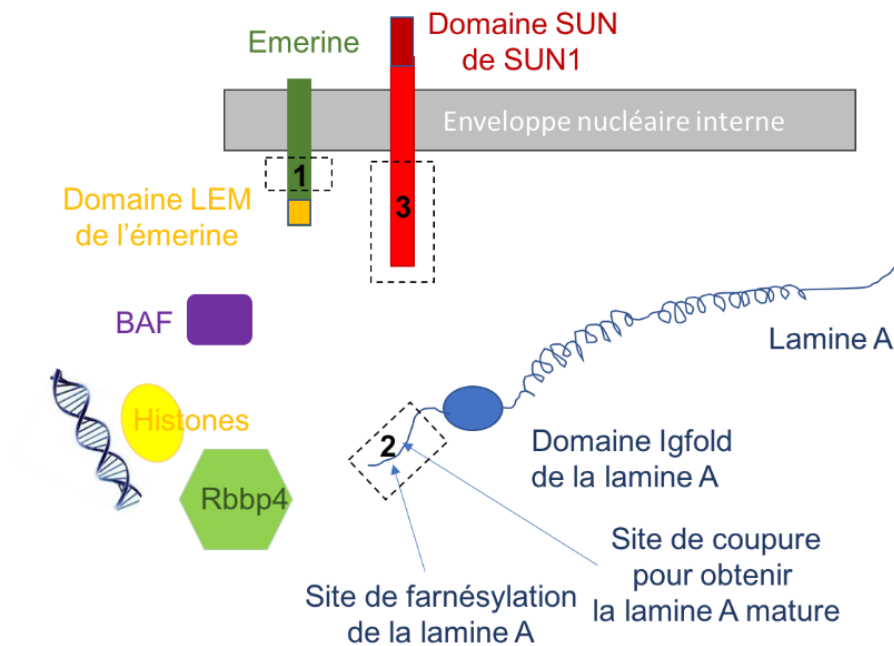 Emerine
Domaine SUN
de SUN1
Enveloppe nucléaire interne
1
3
Domaine LEM
de l’émerine
BAF
Lamine A
Histones
2
Domaine Igfold
de la lamine A
Rbbp4
Site de coupure
pour obtenir
la lamine A mature
Site de farnésylation
de la lamine A